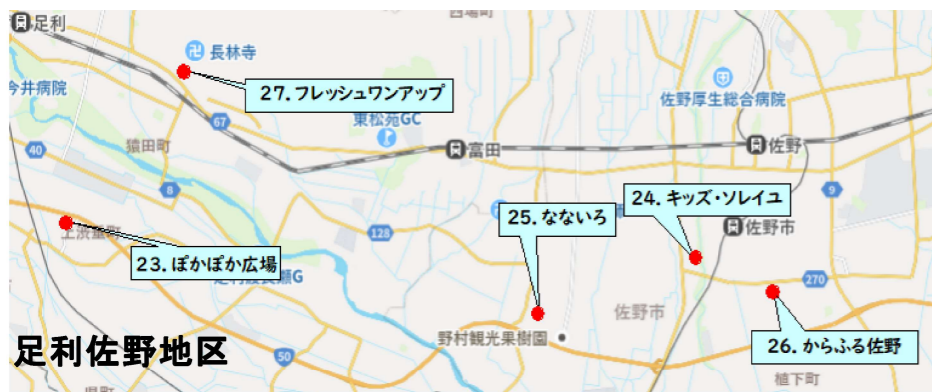 足利
西場町
長林寺
今井病院
27. フレッシュワンアップ
佐野厚生総合病院
67
東松苑GC
40
猿田町
富田
佐野
8
24. キッズ・ソレイユ
9
25. なないろ
128
佐野市
23. ぽかぽか広場
270
佐野市
足利佐野地区
野村観光果樹園
50
26. からふる佐野
植下町